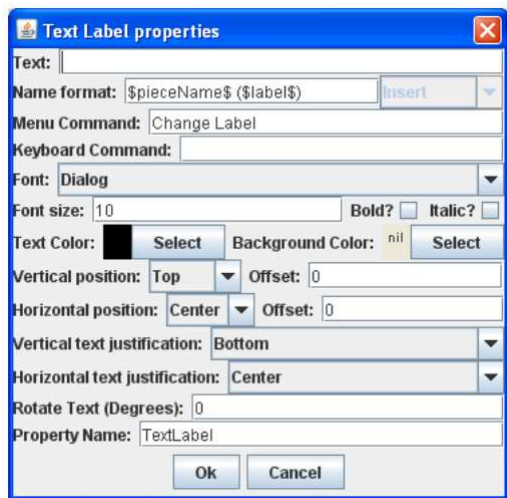 Text Label properties
Text:
Name format: $pieceName$ ($label$) Insert
Menu Command: Change Label
Keyboard Command:
Font: Dialog
Font size: 10 Bold? Italic?
Text Color: Select Background Color: nil Select
Vertical position: Top Offset: 0
Horizontal position: Center Offset: 0
Vertical text justification: Bottom
Horizontal text justification: Center
Rotate Text (Degrees): 0
Property Name: TextLabel
Ok Cancel